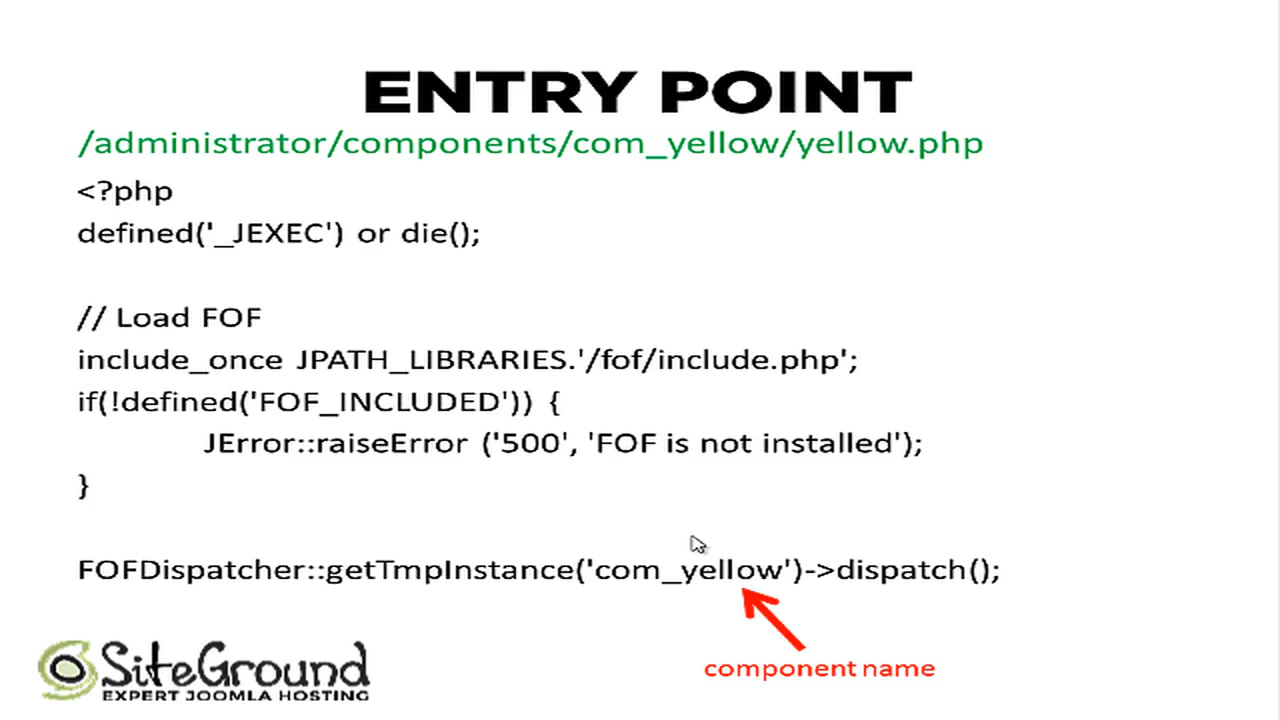 ENTRY POINT
/administrator/components/com_yellow/yellow.php
<?php
defined('_JEXEC') or die();
// Load FOF
include_once JPATH_LIBRARIES.'/fof/include.php';
if(!defined('FOF_INCLUDED')) {
JError::raiseError ('500', 'FOF is not installed');
}
FOFDispatcher::getTmpInstance('com_yellow')->dispatch();
component name
SiteGround
EXPERT JOOMLA HOSTING